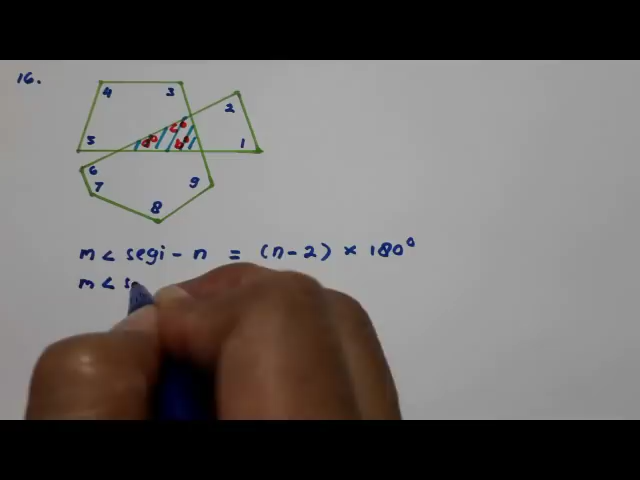 16.
4 3
2
c°
5 a° b° 1
6
7 9
8
m < segi - n = (n - 2) × 180°
m < s